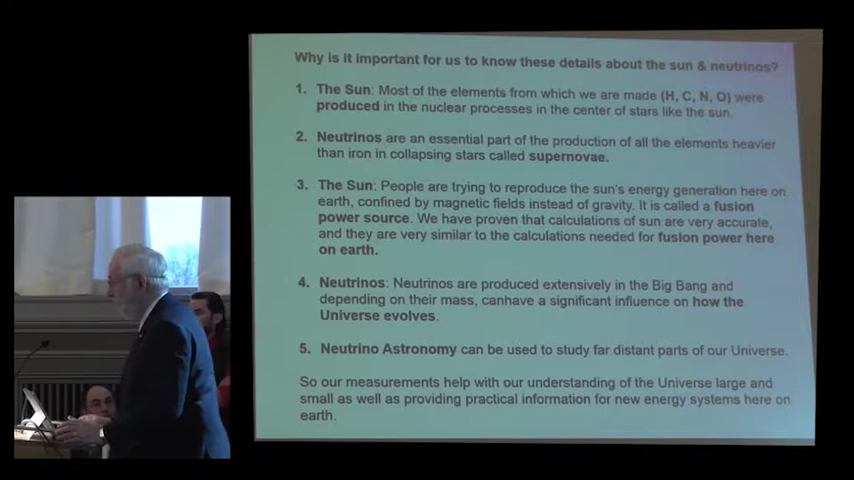 Why is it important for us to know these details about the sun & neutrinos?
1. The Sun: Most of the elements from which we are made (H, C, N, O) were
produced in the nuclear processes in the center of stars like the sun.
2. Neutrinos are an essential part of the production of all the elements heavier
than iron in collapsing stars called supernovae.
3. The Sun: People are trying to reproduce the sun's energy generation here on
earth, confined by magnetic fields instead of gravity. It is called a fusion
power source. We have proven that calculations of sun are very accurate,
and they are very similar to the calculations needed for fusion power here
on earth.
4. Neutrinos: Neutrinos are produced extensively in the Big Bang and
depending on their mass, canhave a significant influence on how the
Universe evolves.
5. Neutrino Astronomy can be used to study far distant parts of our Universe.
So our measurements help with our understanding of the Universe large and
small as well as providing practical information for new energy systems here on
earth.